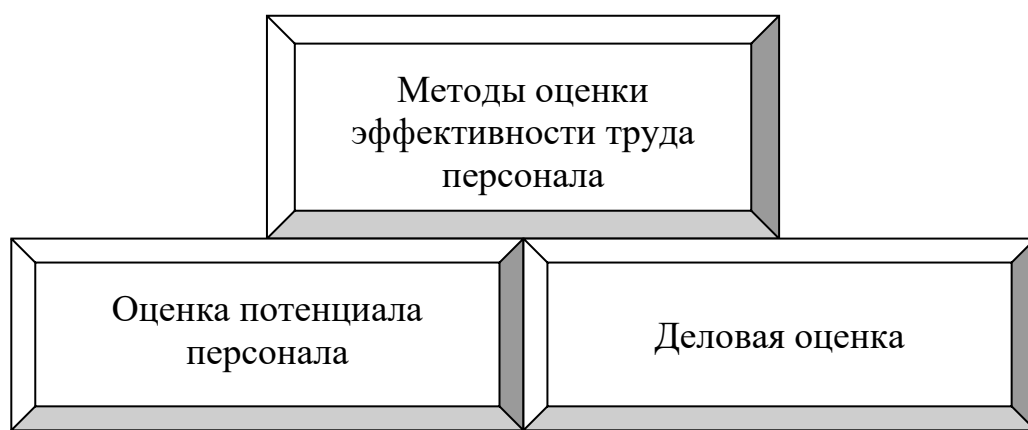 Методы оценки
эффективности труда
персонала
Оценка потенциала
персонала
Деловая оценка